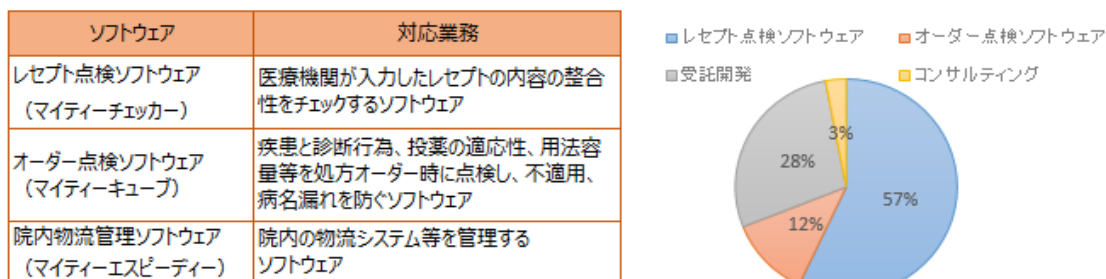 ソフトウェア
対応業務
レセプト点検ソフトウェア
（マイティーチェッカー）
医療機関が入力したレセプトの内容の整合
性をチェックするソフトウェア
オーダー点検ソフトウェア
（マイティーキューブ）
疾患と診断行為、投薬の適応性、用法容
量等を処方オーダー時に点検し、不適用、
病名漏れを防ぐソフトウェア
院内物流管理ソフトウェア
（マイティーエスピーディー）
院内の物流システム等を管理する
ソフトウェア
レセプト点検ソフトウェア
オーダー点検ソフトウェア
受託開発
コンサルティング
3%
28%
57%
12%